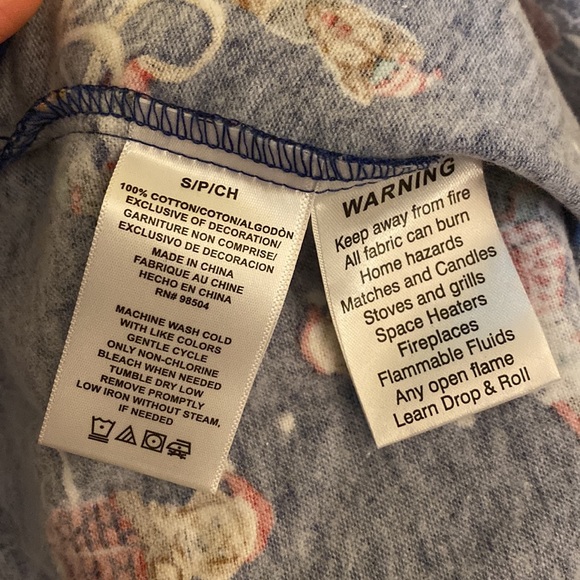 S/P/CH
100% COTTON/COTON/ALGODÒN
EXCLUSIVE OF DECORATION/
GARNITURE NON COMPRISE/
EXCLUSIVO DE DECORACION
MADE IN CHINA
FABRIQUE AU CHINE
HECHO EN CHINA
RN# 98504
MACHINE WASH COLD
WITH LIKE COLORS
GENTLE CYCLE
ONLY NON-CHLORINE
BLEACH WHEN NEEDED
TUMBLE DRY LOW
REMOVE PROMPTLY
LOW IRON WITHOUT STEAM,
IF NEEDED
WARNING
Keep away from fire
All fabric can burn
Home hazards
Matches and Candles
Stoves and grills
Space Heaters
Fireplaces
Flammable Fluids
Any open flame
Learn Drop & Roll